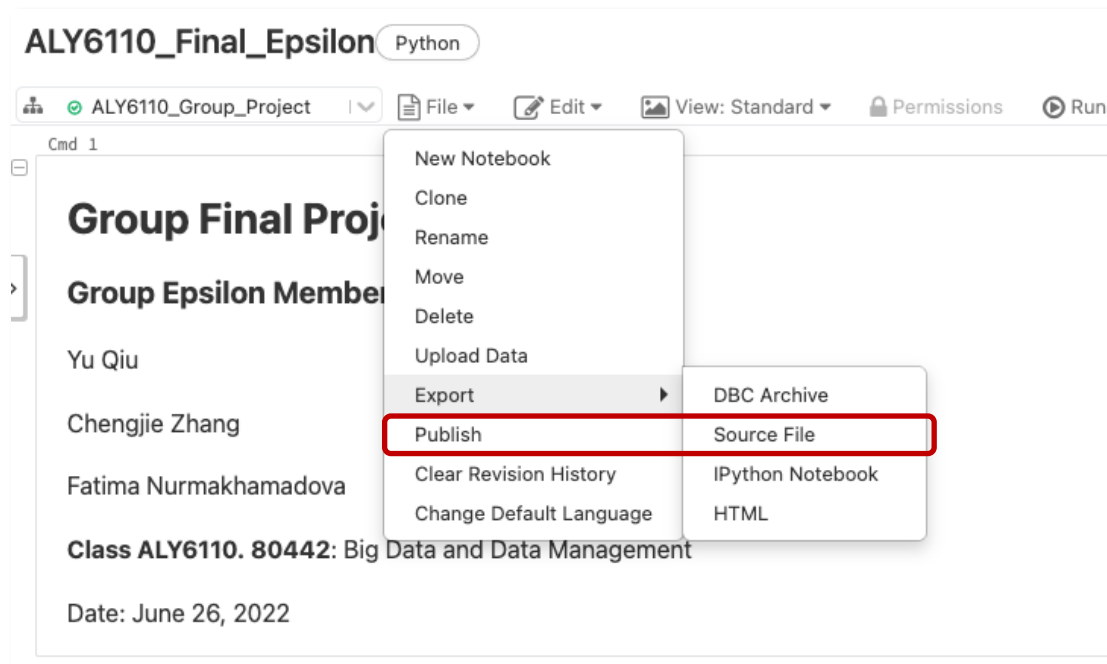 ALY6110_Final_Epsilon Python
ALY6110_Group_Project File Edit View: Standard Permissions Run
Cmd 1
New Notebook
Group Final Proj
Clone
Rename
Move
Group Epsilon Member
Delete
Yu Qiu
Upload Data
Export DBC Archive
Chengjie Zhang
Publish Source File
Clear Revision History IPython Notebook
Fatima Nurmakhamadova
Change Default Language HTML
Class ALY6110. 80442: Big Data and Data Management
Date: June 26, 2022